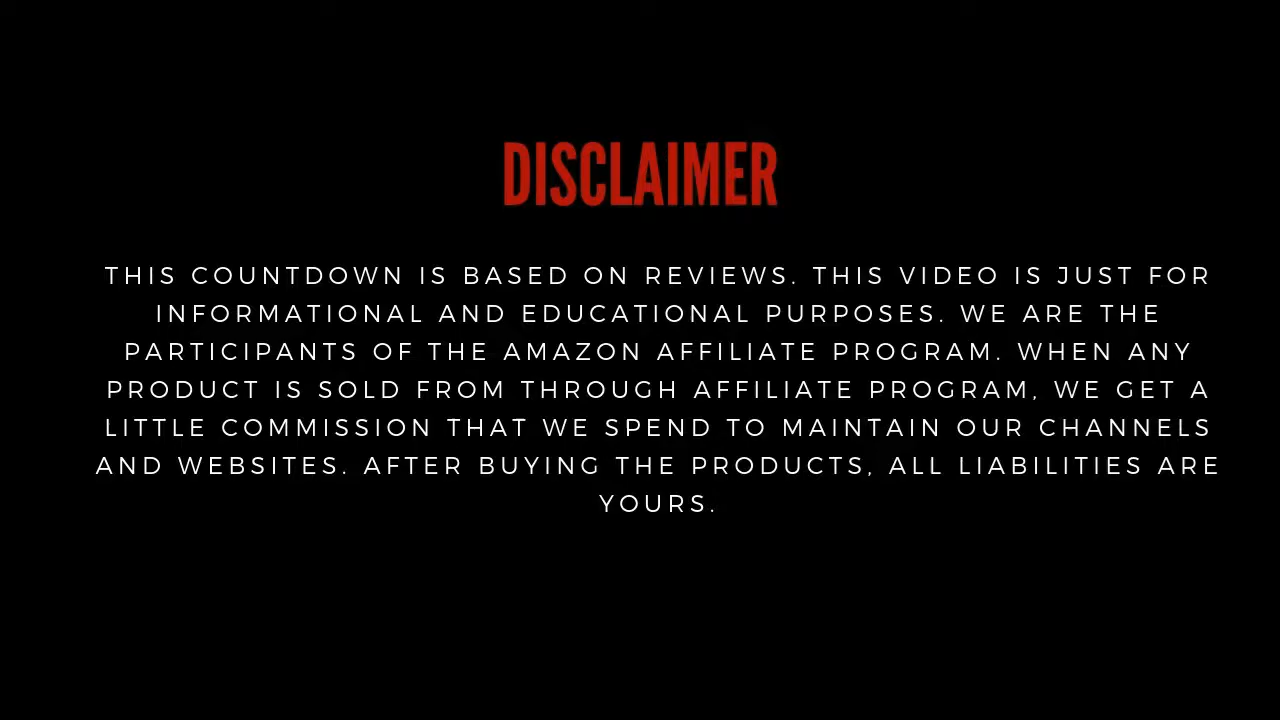 DISCLAIMER
THIS COUNTDOWN IS BASED ON REVIEWS. THIS VIDEO IS JUST FOR
INFORMATIONAL AND EDUCATIONAL PURPOSES. WE ARE THE
PARTICIPANTS OF THE AMAZON AFFILIATE PROGRAM. WHEN ANY
PRODUCT IS SOLD FROM THROUGH AFFILIATE PROGRAM, WE GET A
LITTLE COMMISSION THAT WE SPEND TO MAINTAIN OUR CHANNELS
AND WEBSITES. AFTER BUYING THE PRODUCTS, ALL LIABILITIES ARE
YOURS.